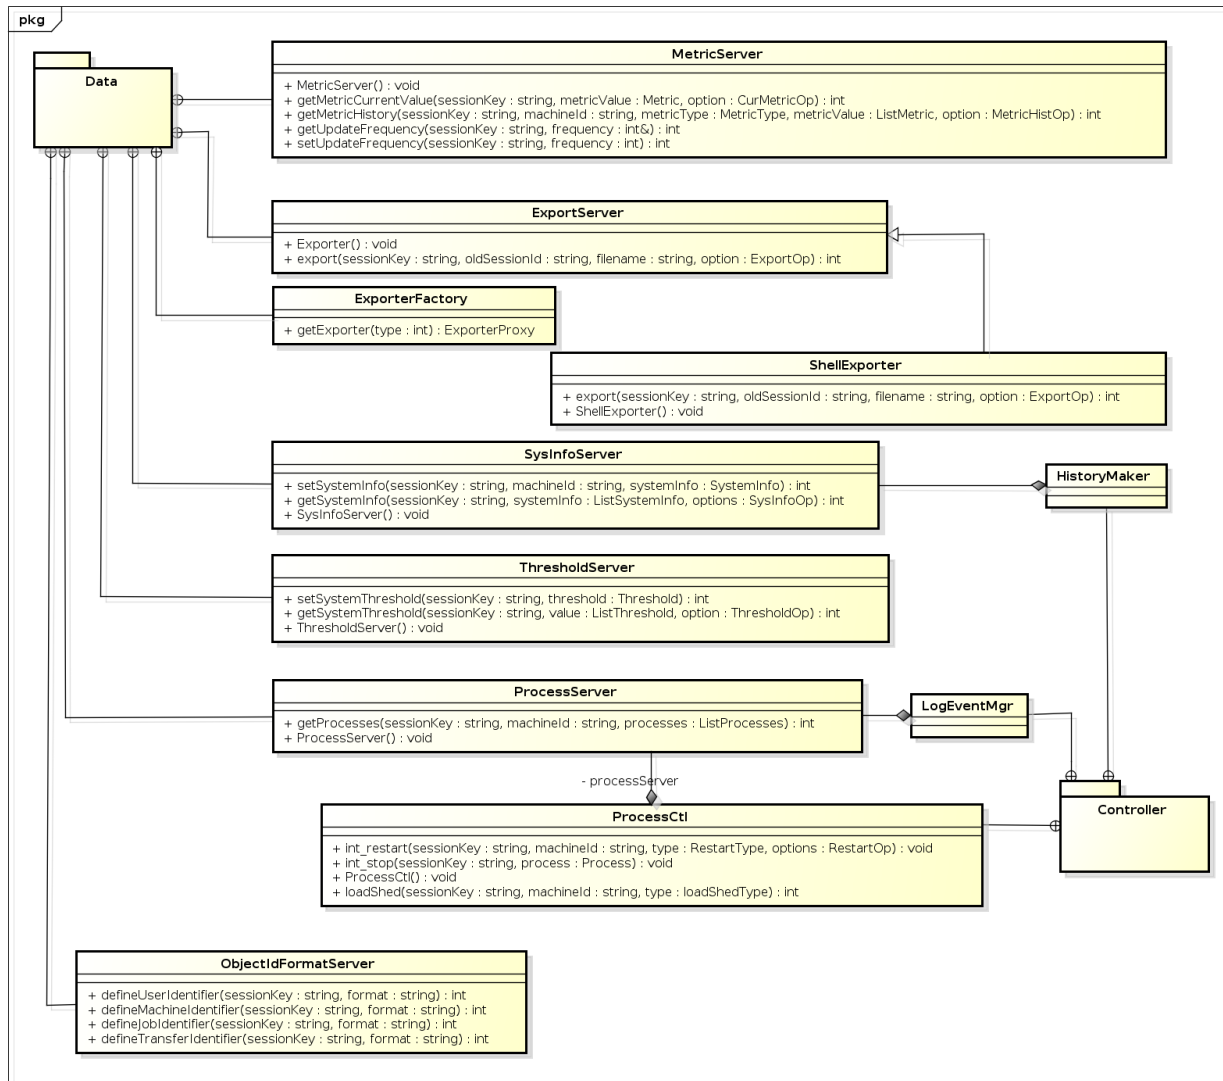 pkg
Data
MetricServer
+ MetricServer() : void
+ getMetricCurrentValue(sessionKey : string, metricValue : Metric, option : CurMetricOp) : int
+ getMetricHistory(sessionKey : string, machineId : string, metricType : MetricType, metricValue : ListMetric, option : MetricHistOp) : int
+ getUpdateFrequency(sessionKey : string, frequency : int&) : int
+ setUpdateFrequency(sessionKey : string, frequency : int) : int
ExportServer
+ Exporter() : void
+ export(sessionKey : string, oldSessionId : string, filename : string, option : ExportOp) : int
ExporterFactory
+ getExporter(type : int) : ExporterProxy
ShellExporter
+ export(sessionKey : string, oldSessionId : string, filename : string, option : ExportOp) : int
+ ShellExporter() : void
SysInfoServer
+ setSystemInfo(sessionKey : string, machineId : string, systemInfo : SystemInfo) : int
+ getSystemInfo(sessionKey : string, systemInfo : ListSystemInfo, options : SysInfoOp) : int
+ SysInfoServer() : void
HistoryMaker
ThresholdServer
+ setSystemThreshold(sessionKey : string, threshold : Threshold) : int
+ getSystemThreshold(sessionKey : string, value : ListThreshold, option : ThresholdOp) : int
+ ThresholdServer() : void
ProcessServer
+ getProcesses(sessionKey : string, machineId : string, processes : ListProcesses) : int
+ ProcessServer() : void
LogEventMgr
- processServer
ProcessCtl
+ int_restart(sessionKey : string, machineId : string, type : RestartType, options : RestartOp) : void
+ int_stop(sessionKey : string, process : Process) : void
+ ProcessCtl() : void
+ loadShed(sessionKey : string, machineId : string, type : loadShedType) : int
Controller
ObjectIdFormatServer
+ defineUserIdentifier(sessionKey : string, format : string) : int
+ defineMachineIdentifier(sessionKey : string, format : string) : int
+ defineJobIdentifier(sessionKey : string, format : string) : int
+ defineTransferIdentifier(sessionKey : string, format : string) : int